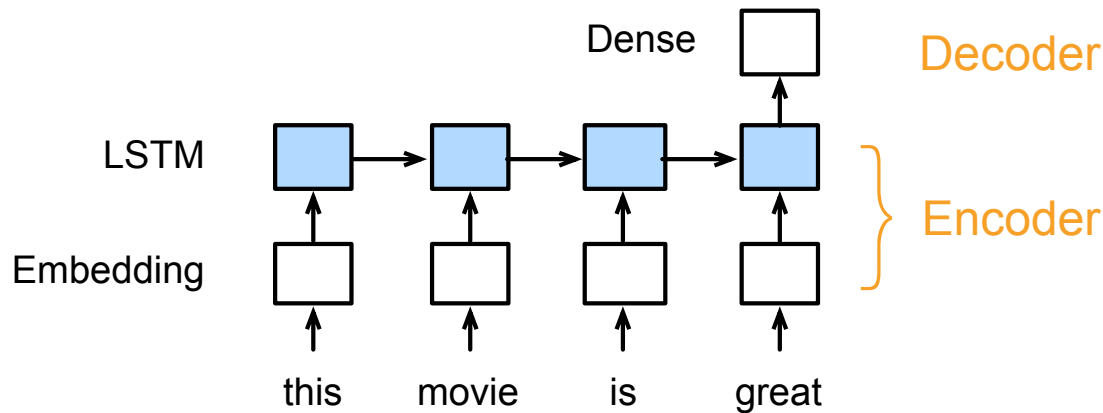 Dense
Decoder
LSTM
Encoder
Embedding
this movie is great